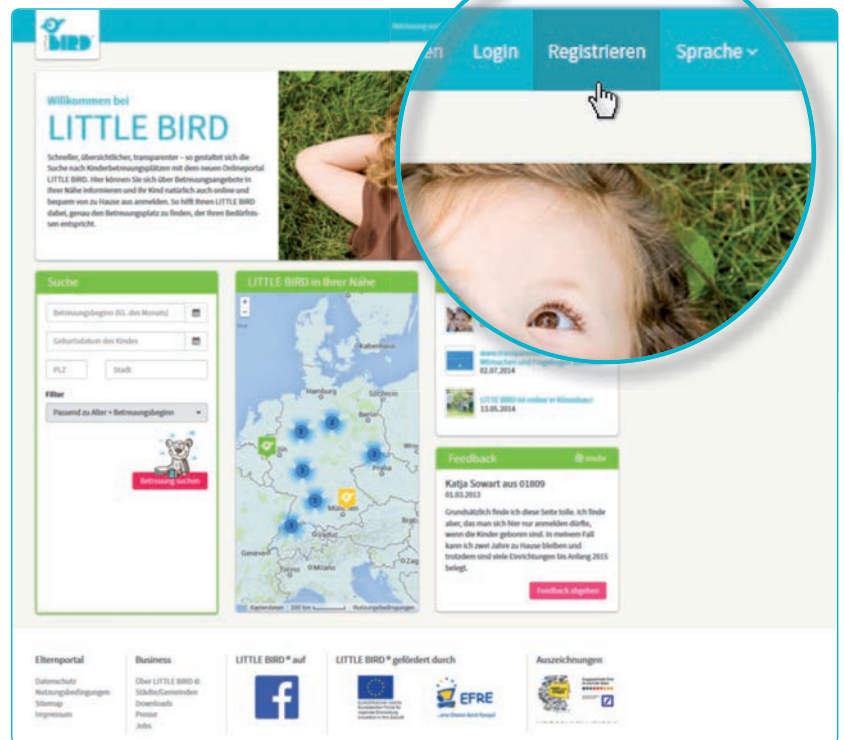 BIRD
en Login Registrieren Sprache
Willkommen bei
LITTLE BIRD
Schneller, übersichtlicher, transparenter – so gestaltet sich die
Suche nach Kinderbetreuungsplätzen mit dem neuen Onlineportal
LITTLE BIRD. Hier können Sie sich über Betreuungsangebote in
Ihrer Nähe informieren und Ihr Kind natürlich auch online und
bequem von zu Hause aus anmelden. So hilft Ihnen LITTLE BIRD
dabei, genau den Betreuungsplatz zu finden, der Ihren Bedürfnis-
sen entspricht.
Suche
Betreuungsbeginn (01. des Monats)
Geburtsdatum des Kindes
PLZ Stadt
Filter
Passend zu Alter + Betreuungsbeginn
Betreuung suchen
LITTLE BIRD in Ihrer Nähe
København
Hamburg
Szczecin
Berlin
Praha
München
Genève
Torino
Milano
Kartendaten 200 km Nutzungsbedingungen
02.07.2014
LITTLE BIRD ist online in
13.05.2014
Feedback mehr
Katja Sowart aus 01809
01.03.2013
Grundsätzlich finde ich diese Seite tolle. Ich finde
aber, das man sich hier nur anmelden dürfte,
wenn die Kinder geboren sind. In meinem Fall
kann ich zwei Jahre zu Hause bleiben und
trotzdem sind viele Einrichtungen bis Anfang 2015
belegt.
Feedback abgeben
Elternportal
Datenschutz
Nutzungsbedingungen
Sitemap
Impressum
Business
Über LITTLE BIRD ®
Städte/Gemeinden
Downloads
Presse
Jobs
LITTLE BIRD ® auf
LITTLE BIRD ® gefördert durch
EFRE
Auszeichnungen